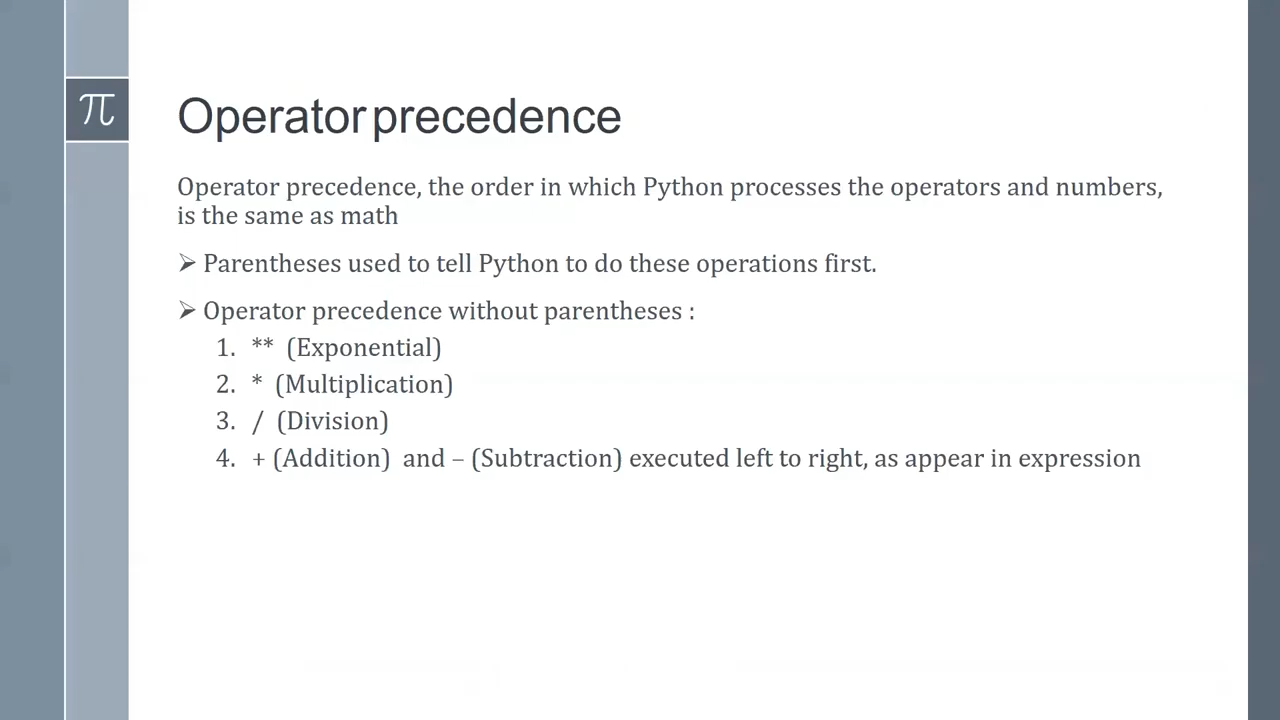 π
Operator precedence
Operator precedence, the order in which Python processes the operators and numbers,
is the same as math
➢ Parentheses used to tell Python to do these operations first.
➢ Operator precedence without parentheses :
1. ** (Exponential)
2. * (Multiplication)
3. / (Division)
4. + (Addition) and – (Subtraction) executed left to right, as appear in expression